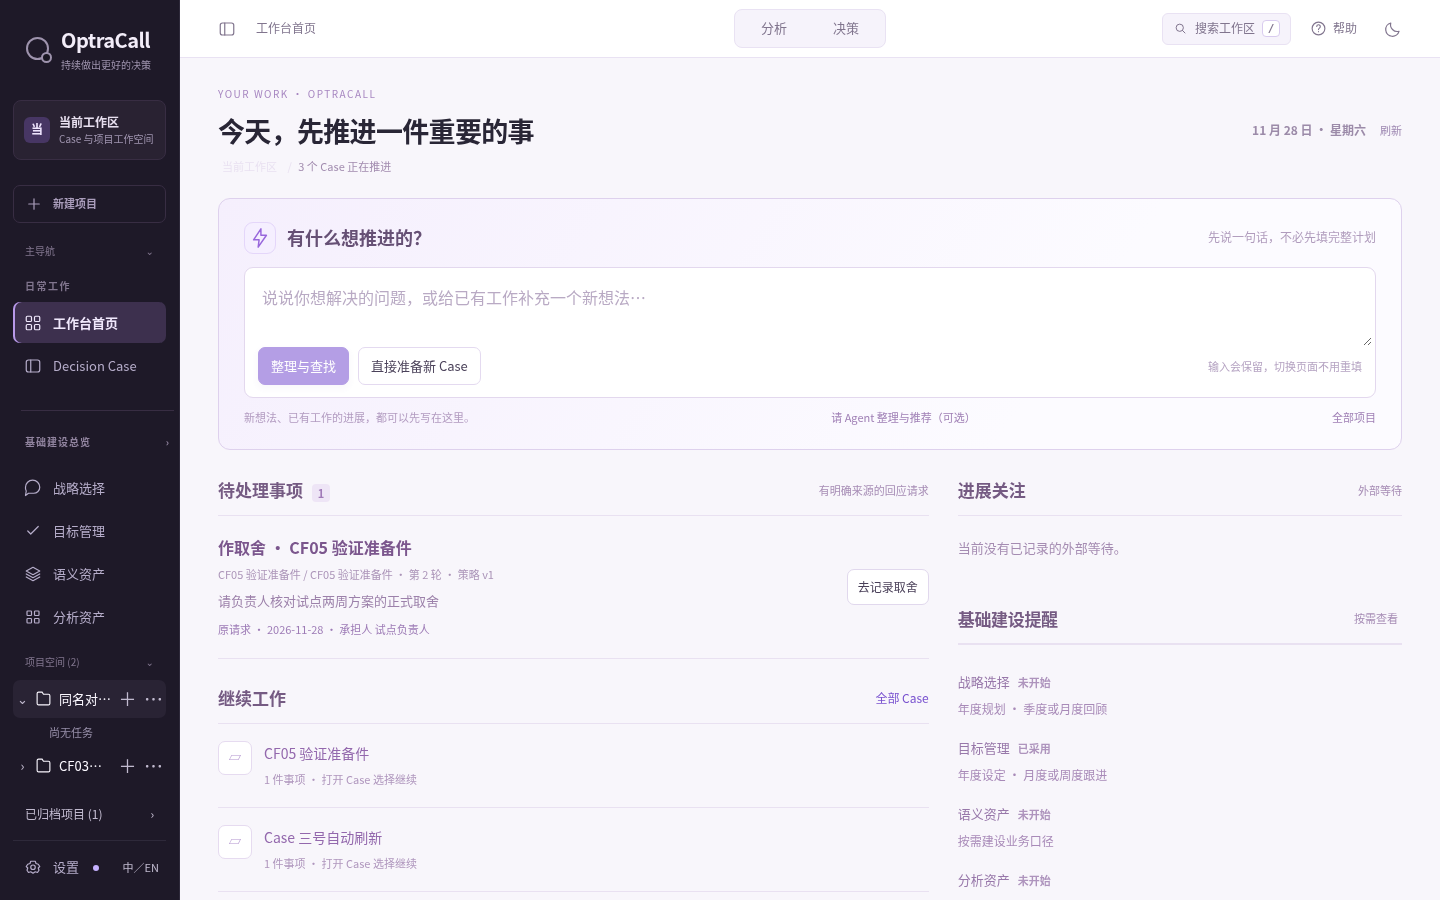 OptraCall
持续做出更好的决策
当
当前工作区
Case 与项目工作空间
新建项目
主导航
日常工作
工作台首页
Decision Case
基础建设总览
战略选择
目标管理
语义资产
分析资产
项目空间 (2)
同名对…
尚无任务
CF03…
已归档项目 (1)
设置
中／EN
工作台首页
分析
决策
搜索工作区
/
帮助
YOUR WORK · OPTRACALL
今天，先推进一件重要的事
当前工作区 / 3 个 Case 正在推进
11 月 28 日 · 星期六
刷新
有什么想推进的？
先说一句话，不必先填完整计划
说说你想解决的问题，或给已有工作补充一个新想法…
整理与查找
直接准备新 Case
输入会保留，切换页面不用重填
新想法、已有工作的进展，都可以先写在这里。
请 Agent 整理与推荐（可选）
全部项目
待处理事项 1
有明确来源的回应请求
作取舍 · CF05 验证准备件
CF05 验证准备件 / CF05 验证准备件 · 第 2 轮 · 策略 v1
请负责人核对试点两周方案的正式取舍
原请求 · 2026-11-28 · 承担人 试点负责人
去记录取舍
继续工作
全部 Case
CF05 验证准备件
1 件事项 · 打开 Case 选择继续
Case 三号自动刷新
1 件事项 · 打开 Case 选择继续
进展关注
外部等待
当前没有已记录的外部等待。
基础建设提醒
按需查看
战略选择 未开始
年度规划 · 季度或月度回顾
目标管理 已采用
年度设定 · 月度或周度跟进
语义资产 未开始
按需建设业务口径
分析资产 未开始